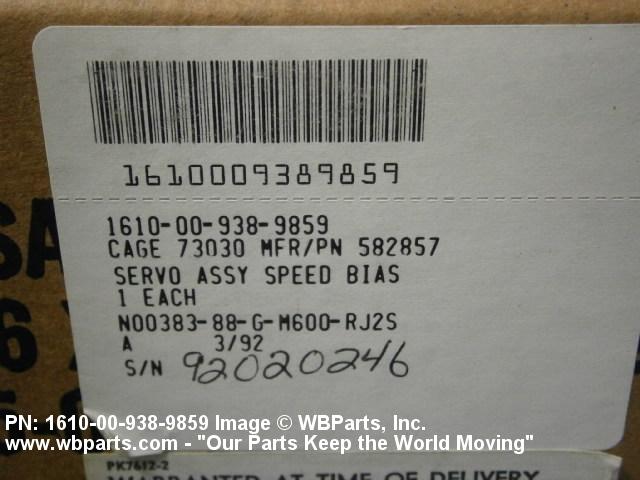 1610009389859
1610-00-938-9859
CAGE 73030 MFR/PN 582857
SERVO ASSY SPEED BIAS
1 EACH
N00383-88-G-M600-RJ2S
A 3/92
S/N 92020246
PN: 1610-00-938-9859 Image © WBParts, Inc.
www.wbparts.com - "Our Parts Keep the World Moving"
PK7612-2
WARRANTED AT TIME OF DELIVERY